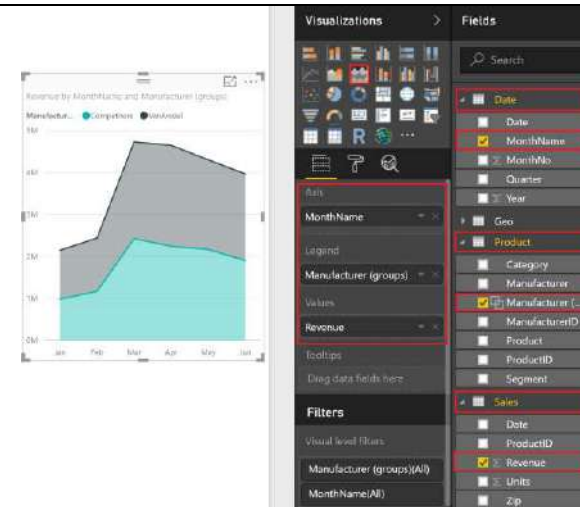 Revenue by MonthName and Manufacturer (groups)
Manufactur... Competitors VanArsdel
5M
4M
3M
2M
1M
0M
Jan Feb Mar Apr May Jun
Visualizations
R
Axis
MonthName
Legend
Manufacturer (groups)
Values
Revenue
Tooltips
Drag data fields here
Filters
Visual level filters
Manufacturer (groups)(All)
MonthName(All)
Fields
Search
Date
Date
MonthName
MonthNo
Quarter
Year
Geo
Product
Category
Manufacturer
Manufacturer (...
ManufacturerID
Product
ProductID
Segment
Sales
Date
ProductID
Revenue
Units
Zip